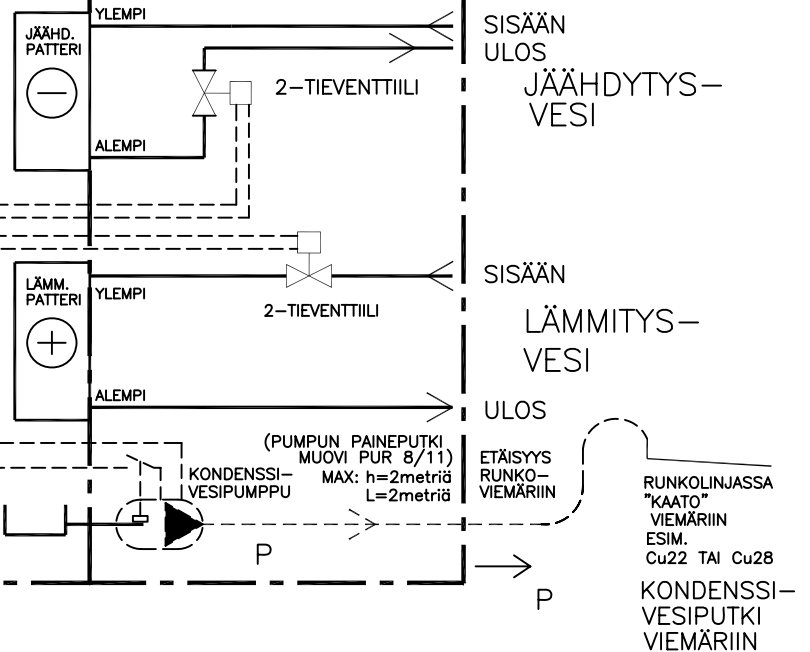 YLEMPI
JÄÄHD.
PATTERI
SISÄÄN
ULOS
2-TIEVENTTIILI
JÄÄHDYTYS-
VESI
ALEMPI
LÄMM.
PATTERI
YLEMPI
2-TIEVENTTIILI
SISÄÄN
LÄMMITYS-
VESI
ALEMPI
ULOS
(PUMPUN PAINEPUTKI
MUOVI PUR 8/11)
MAX: h=2metriä
L=2metriä
KONDENSSI-
VESIPUMPPU
ETÄISYYS
RUNKO-
VIEMÄRIIN
RUNKOLINJASSA
"KAATO"
VIEMÄRIIN
ESIM.
Cu22 TAI Cu28
P
P
KONDENSSI-
VESIPUTKI
VIEMÄRIIN